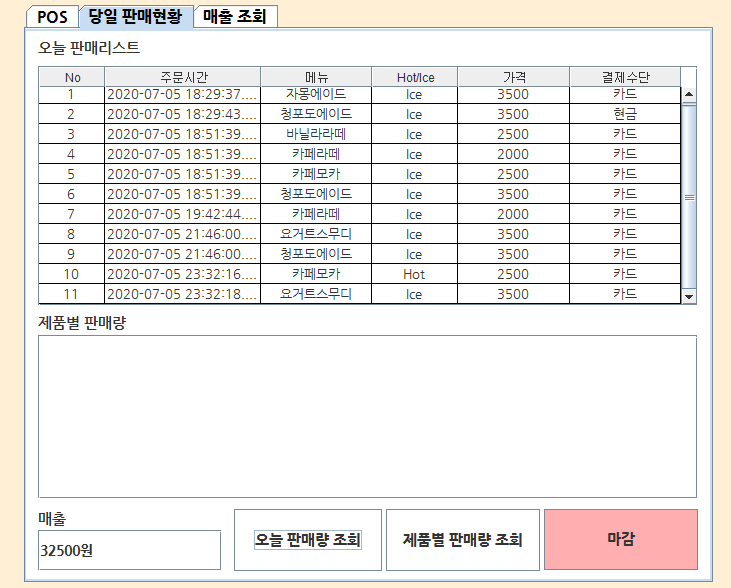 POS 당일 판매현황 매출 조회
오늘 판매리스트
No 주문시간 메뉴 Hot/Ice 가격 결제수단
1 2020-07-05 18:29:37.... 자몽에이드 Ice 3500 카드
2 2020-07-05 18:29:43.... 청포도에이드 Ice 3500 현금
3 2020-07-05 18:51:39.... 바닐라라떼 Ice 2500 카드
4 2020-07-05 18:51:39.... 카페라떼 Ice 2000 카드
5 2020-07-05 18:51:39.... 카페모카 Ice 2500 카드
6 2020-07-05 18:51:39.... 청포도에이드 Ice 3500 카드
7 2020-07-05 19:42:44.... 카페라떼 Ice 2000 카드
8 2020-07-05 21:46:00.... 요거트스무디 Ice 3500 카드
9 2020-07-05 21:46:00.... 청포도에이드 Ice 3500 카드
10 2020-07-05 23:32:16.... 카페모카 Hot 2500 카드
11 2020-07-05 23:32:18.... 요거트스무디 Ice 3500 카드
제품별 판매량
매출
32500원 오늘 판매량 조회 제품별 판매량 조회 마감